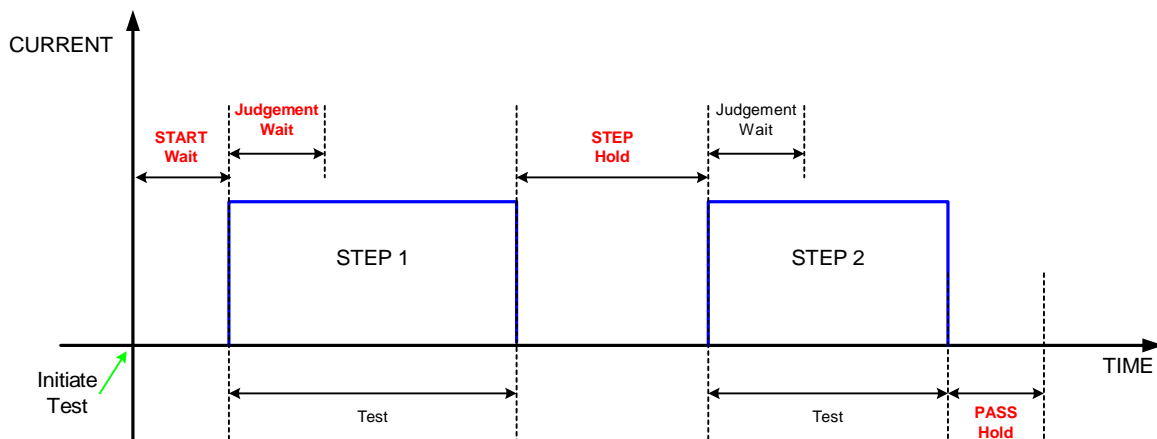 CURRENT
START
Wait
Judgement
Wait
STEP
Hold
Judgement
Wait
STEP 1
STEP 2
TIME
Initiate
Test
Test
Test
PASS
Hold